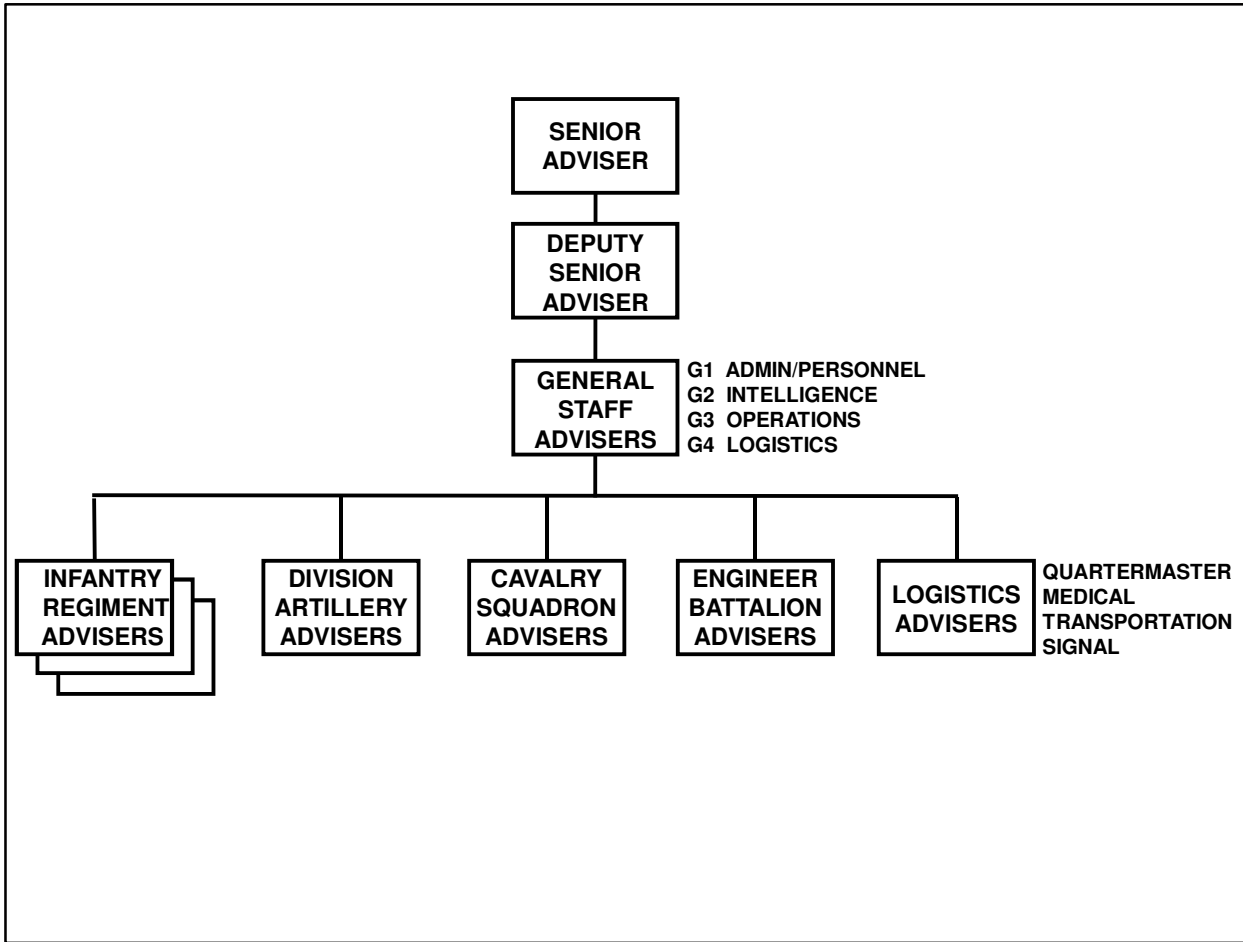 SENIOR
ADVISER
DEPUTY
SENIOR
ADVISER
GENERAL
STAFF
ADVISERS
G1 ADMIN/PERSONNEL
G2 INTELLIGENCE
G3 OPERATIONS
G4 LOGISTICS
INFANTRY
REGIMENT
ADVISERS
DIVISION
ARTILLERY
ADVISERS
CAVALRY
SQUADRON
ADVISERS
ENGINEER
BATTALION
ADVISERS
LOGISTICS
ADVISERS
QUARTERMASTER
MEDICAL
TRANSPORTATION
SIGNAL